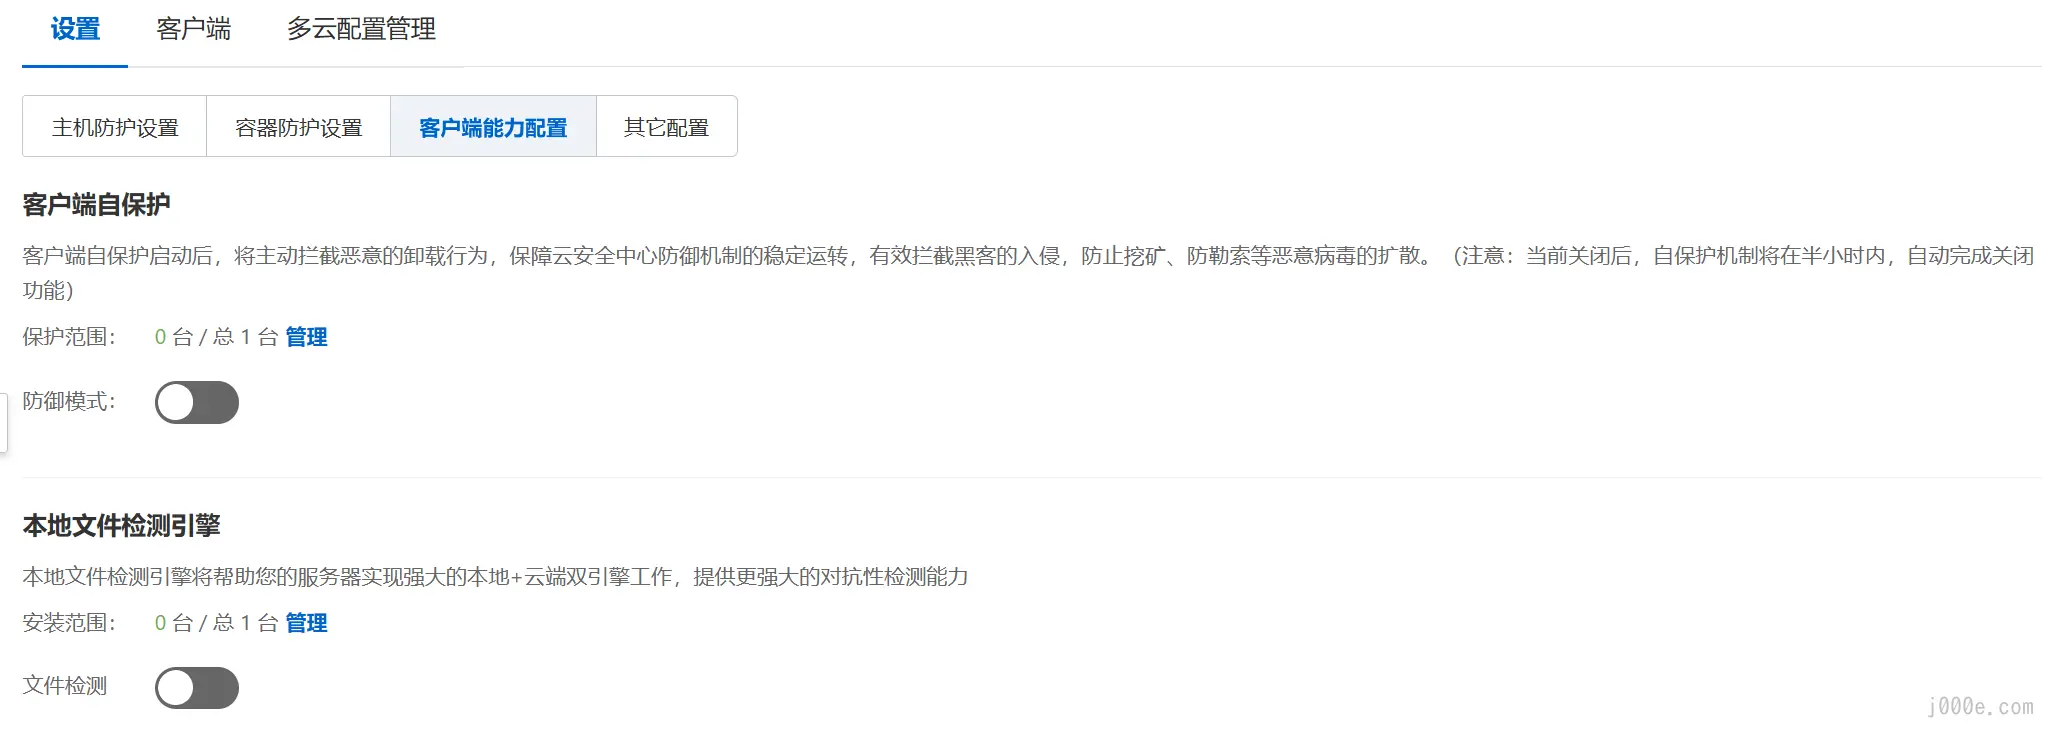 设置 客户端 多云配置管理
主机防护设置 容器防护设置 客户端能力配置 其它配置
客户端自保护
客户端自保护启动后，将主动拦截恶意的卸载行为，保障云安全中心防御机制的稳定运转，有效拦截黑客的入侵，防止挖矿、防勒索等恶意病毒的扩散。（注意：当前关闭后，自保护机制将在半小时内，自动完成关闭
功能）
保护范围： 0 台 / 总 1 台 管理
防御模式：
本地文件检测引擎
本地文件检测引擎将帮助您的服务器实现强大的本地+云端双引擎工作，提供更强大的对抗性检测能力
安装范围： 0 台 / 总 1 台 管理
文件检测
j000e.com